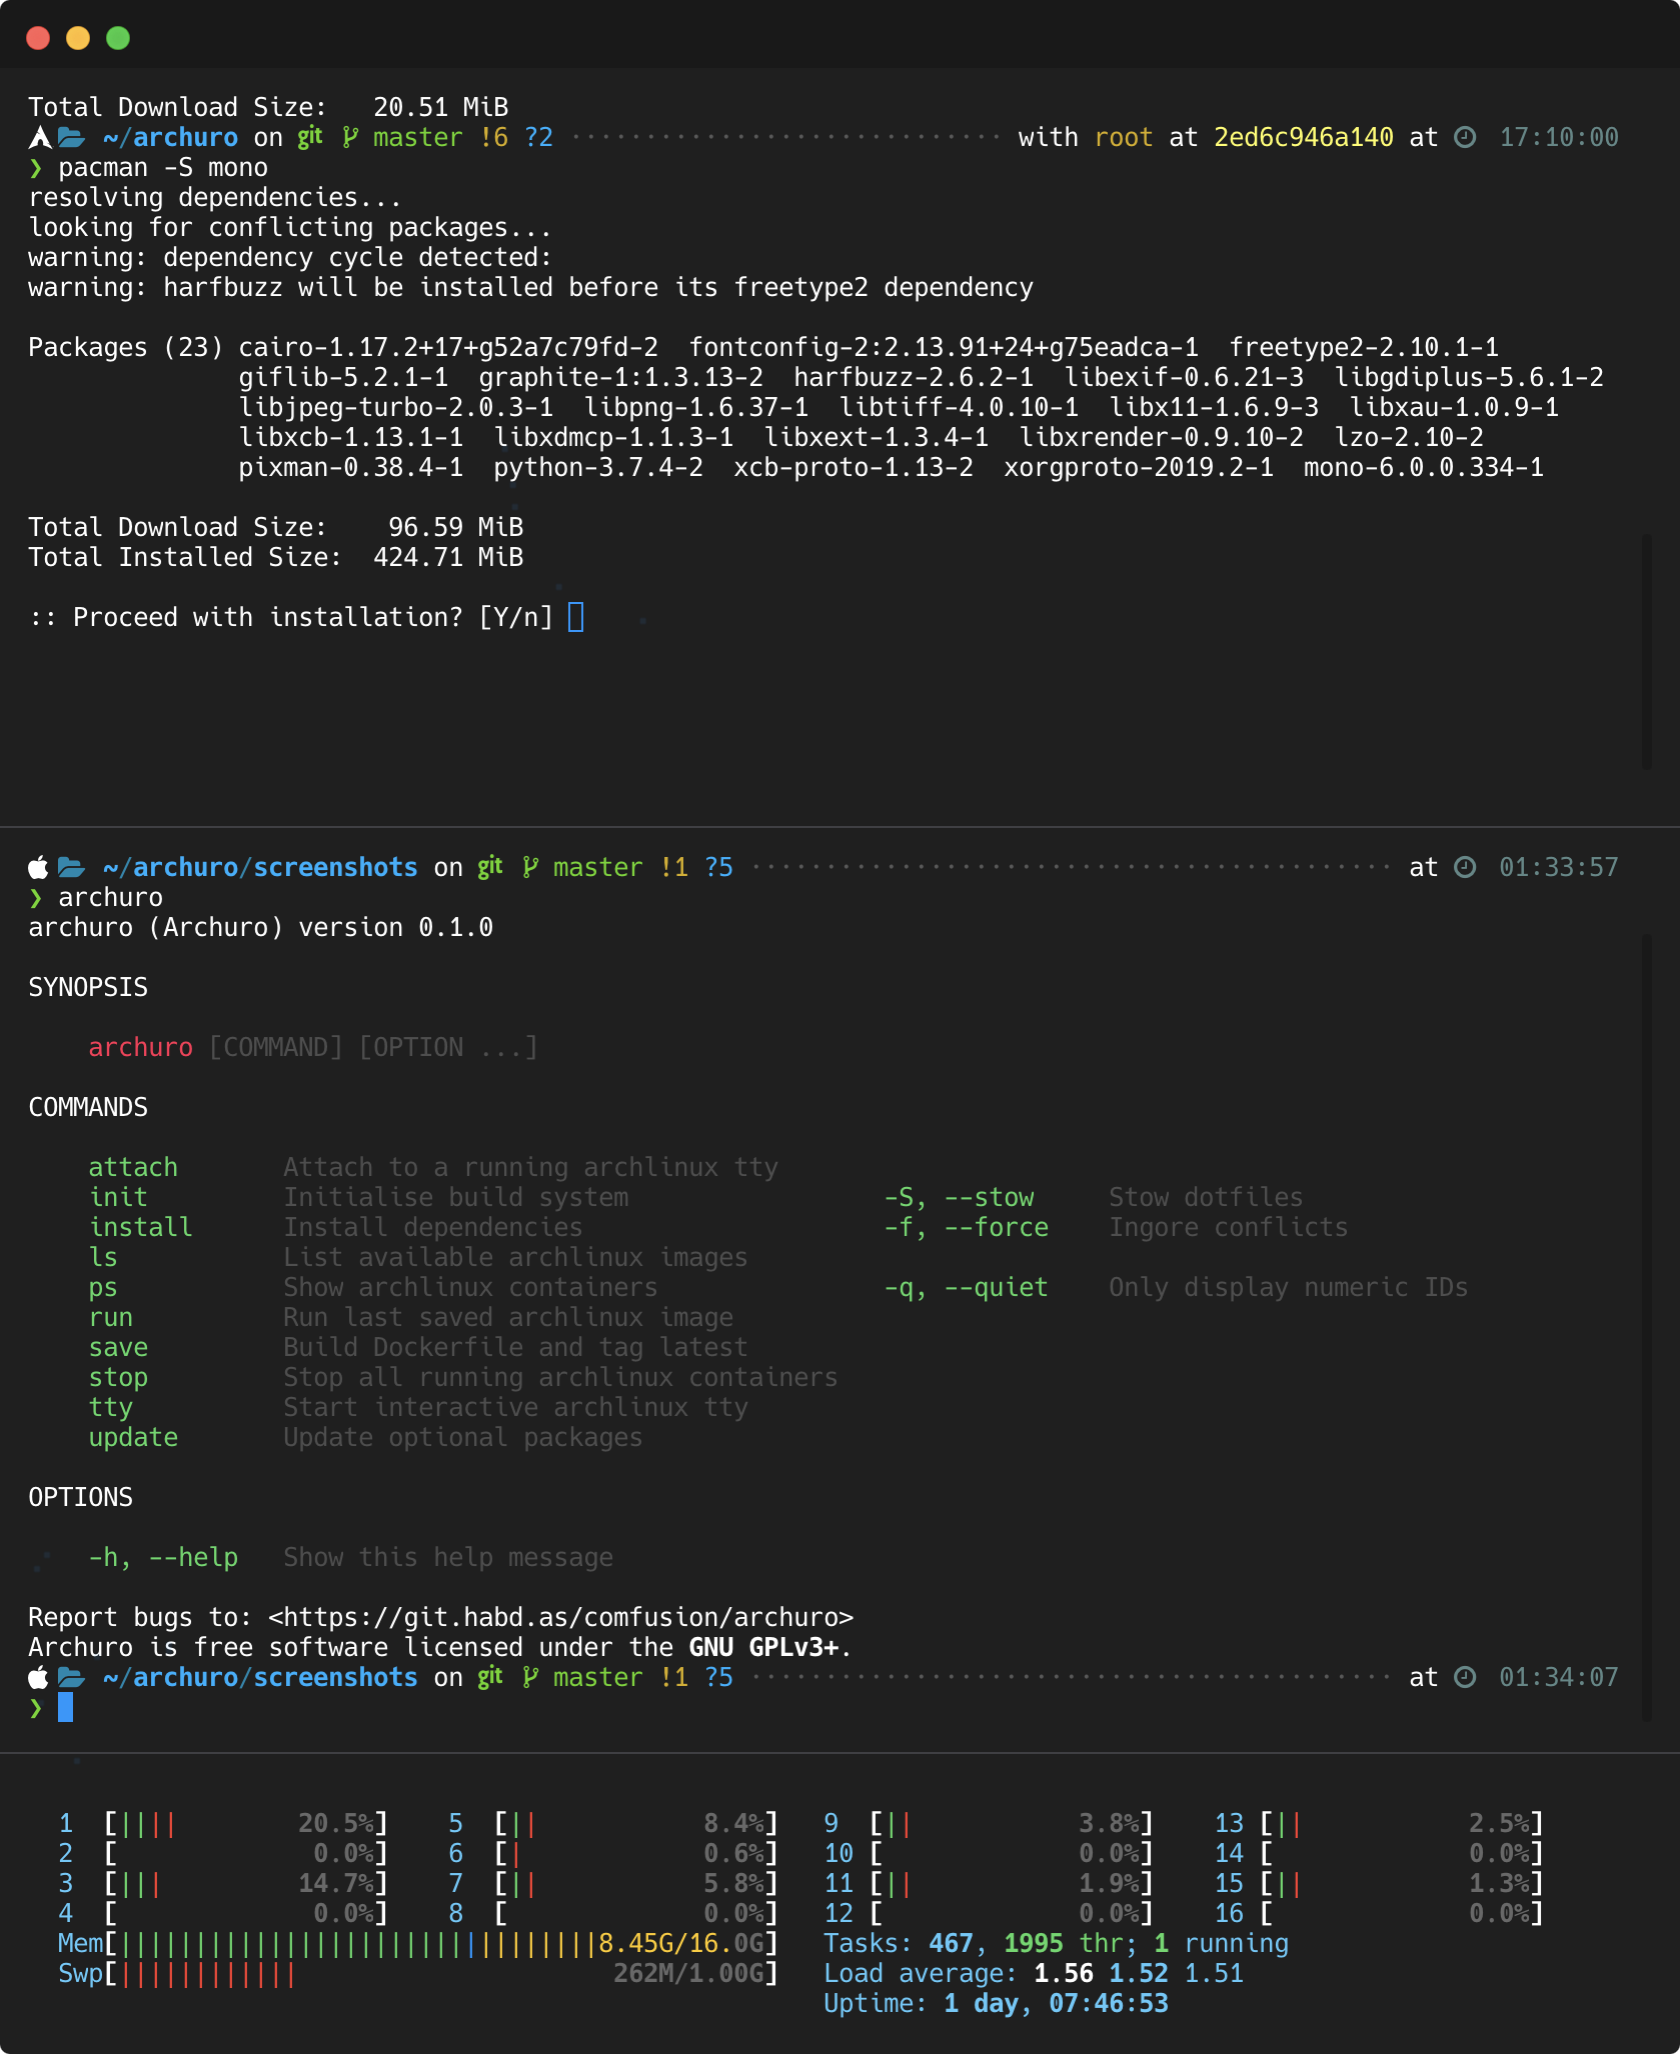 Total Download Size:   20.51 MiB
~/archuro on git master !6 ?2 ····························· with root at 2ed6c946a140 at 17:10:00
❯ pacman -S mono
resolving dependencies...
looking for conflicting packages...
warning: dependency cycle detected:
warning: harfbuzz will be installed before its freetype2 dependency
Packages (23) cairo-1.17.2+17+g52a7c79fd-2  fontconfig-2:2.13.91+24+g75eadca-1  freetype2-2.10.1-1
giflib-5.2.1-1  graphite-1:1.3.13-2  harfbuzz-2.6.2-1  libexif-0.6.21-3  libgdiplus-5.6.1-2
libjpeg-turbo-2.0.3-1  libpng-1.6.37-1  libtiff-4.0.10-1  libx11-1.6.9-3  libxau-1.0.9-1
libxcb-1.13.1-1  libxdmcp-1.1.3-1  libxext-1.3.4-1  libxrender-0.9.10-2  lzo-2.10-2
pixman-0.38.4-1  python-3.7.4-2  xcb-proto-1.13-2  xorgproto-2019.2-1  mono-6.0.0.334-1
Total Download Size:    96.59 MiB
Total Installed Size:  424.71 MiB
:: Proceed with installation? [Y/n]
~/archuro/screenshots on git master !1 ?5 ··········································· at 01:33:57
❯ archuro
archuro (Archuro) version 0.1.0
SYNOPSIS
archuro [COMMAND] [OPTION ...]
COMMANDS
attach       Attach to a running archlinux tty
init         Initialise build system                 -S, --stow     Stow dotfiles
install      Install dependencies                    -f, --force    Ingore conflicts
ls           List available archlinux images
ps           Show archlinux containers               -q, --quiet    Only display numeric IDs
run          Run last saved archlinux image
save         Build Dockerfile and tag latest
stop         Stop all running archlinux containers
tty          Start interactive archlinux tty
update       Update optional packages
OPTIONS
-h, --help   Show this help message
Report bugs to: <https://git.habd.as/comfusion/archuro>
Archuro is free software licensed under the GNU GPLv3+.
~/archuro/screenshots on git master !1 ?5 ··········································· at 01:34:07
❯
1  [||||        20.5%]    5  [||           8.4%]   9  [||           3.8%]    13 [||           2.5%]
2  [             0.0%]    6  [|            0.6%]   10 [             0.0%]    14 [             0.0%]
3  [|||         14.7%]    7  [||           5.8%]   11 [||           1.9%]    15 [||           1.3%]
4  [             0.0%]    8  [             0.0%]   12 [             0.0%]    16 [             0.0%]
Mem[||||||||||||||||||||||||||||||||8.45G/16.0G]   Tasks: 467, 1995 thr; 1 running
Swp[||||||||||||                     262M/1.00G]   Load average: 1.56 1.52 1.51
Uptime: 1 day, 07:46:53